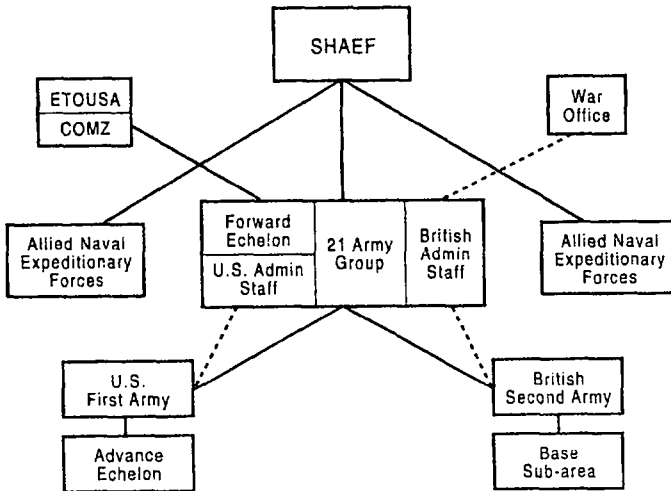 SHAEF
ETOUSA
COMZ
War
Office
Allied Naval
Expeditionary
Forces
Forward
Echelon
U.S. Admin
Staff
21 Army
Group
British
Admin
Staff
Allied Naval
Expeditionary
Forces
U.S.
First Army
British
Second Army
Advance
Echelon
Base
Sub-area